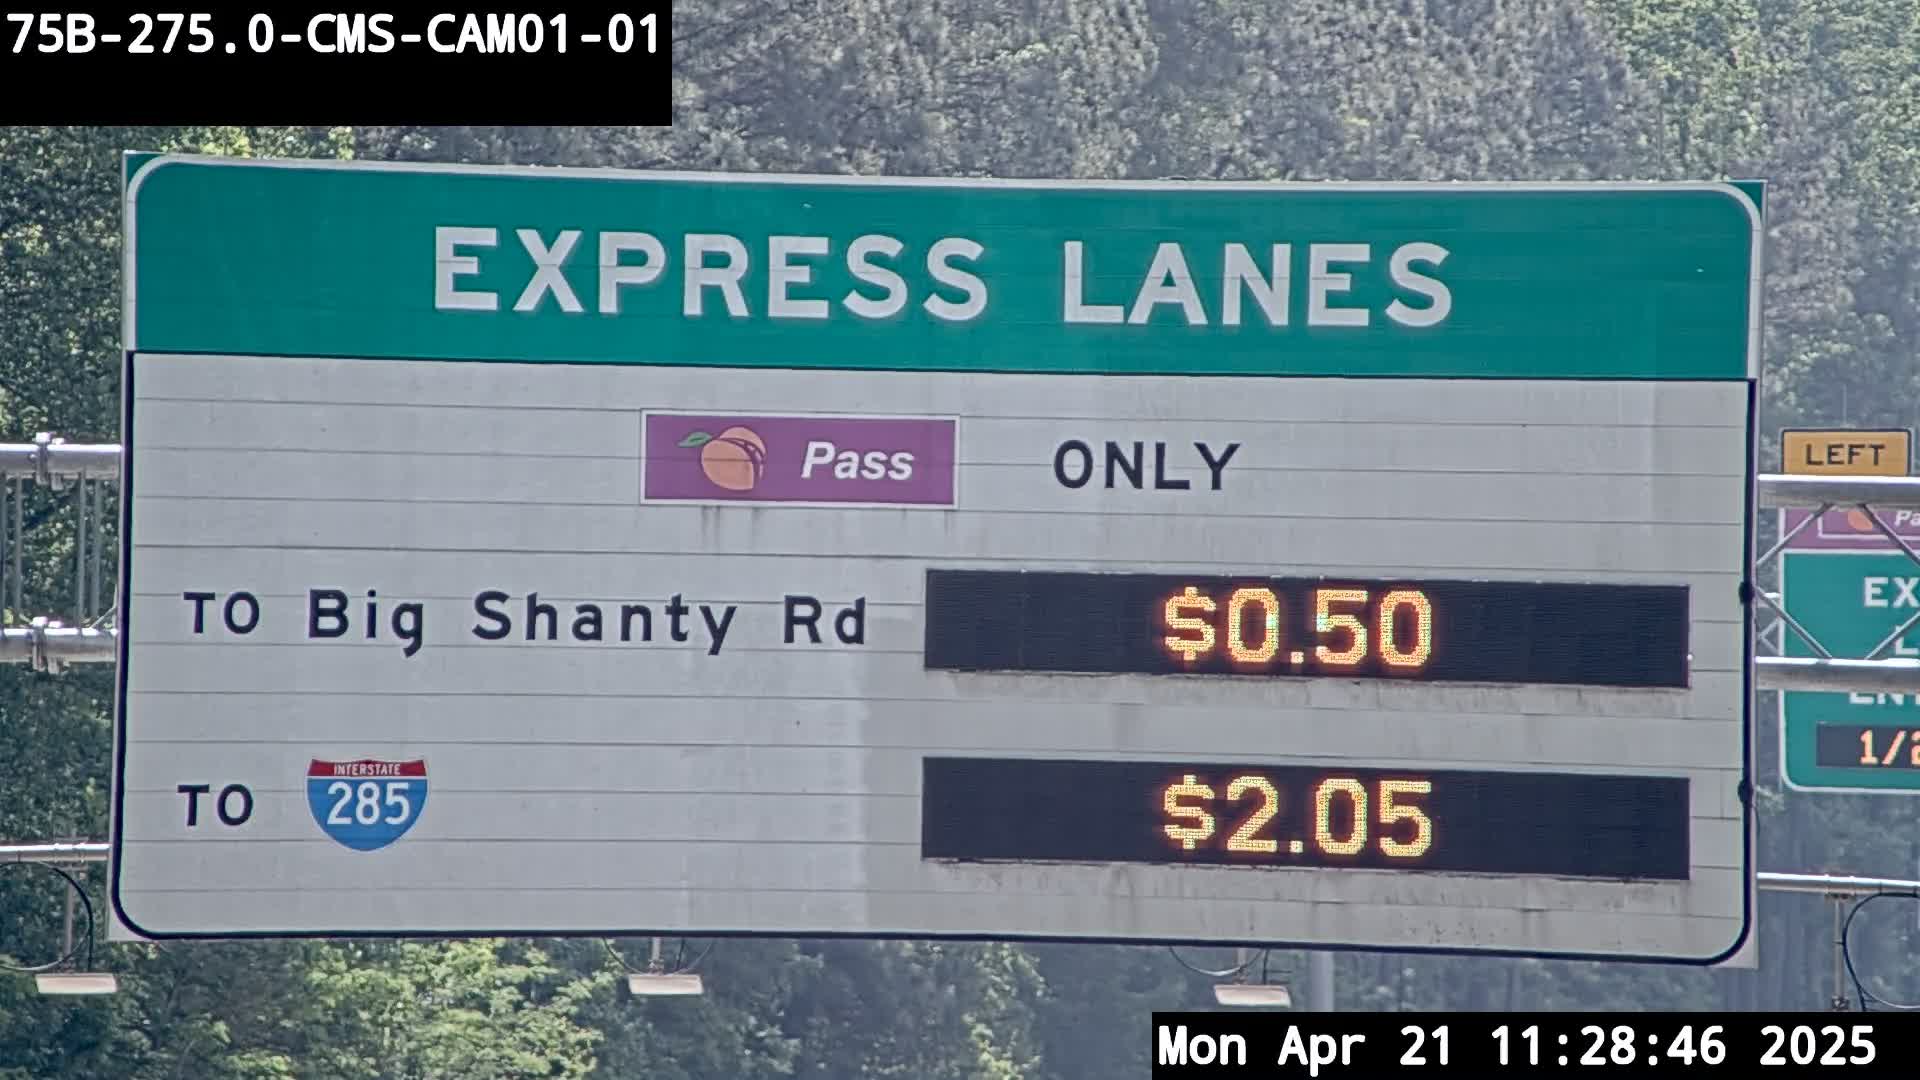 75B-275.0-CMS-CAM01-01
EXPRESS LANES
Pass ONLY
TO Big Shanty Rd $0.50
TO INTERSTATE 285 $2.05
LEFT
Mon Apr 21 11:28:46 2025